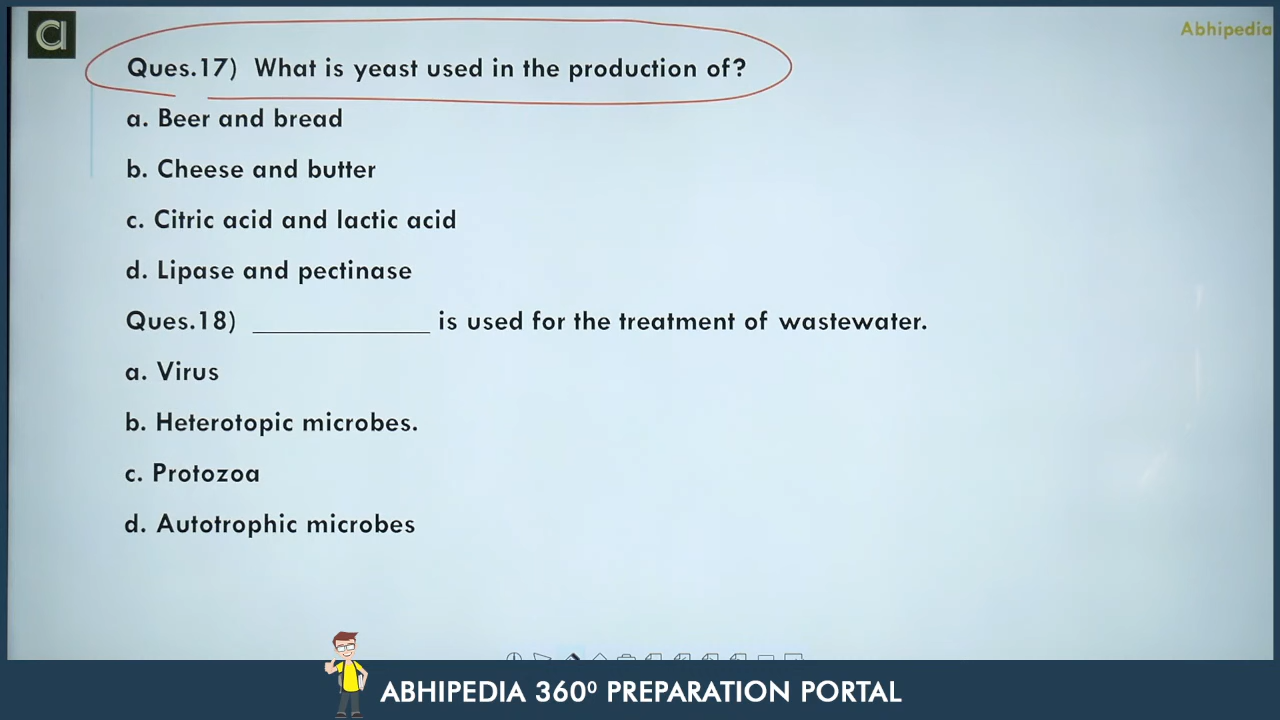 Abhipedia
Ques.17) What is yeast used in the production of?
a. Beer and bread
b. Cheese and butter
c. Citric acid and lactic acid
d. Lipase and pectinase
Ques.18) ______________ is used for the treatment of wastewater.
a. Virus
b. Heterotopic microbes.
c. Protozoa
d. Autotrophic microbes
ABHIPEDIA 360⁰ PREPARATION PORTAL